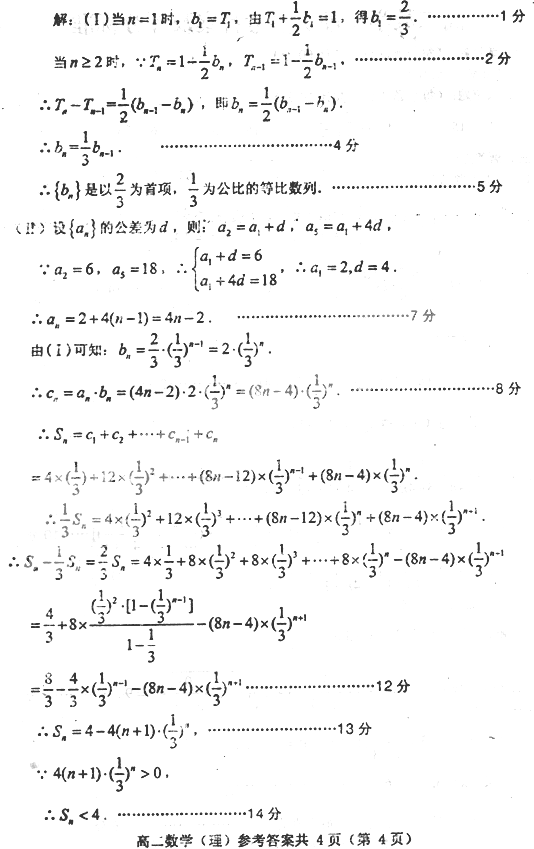 解：(Ⅰ)当n=1时，b₁=T₁，由T₁+1/2b₁=1，得b₁=2/3. ……………1分
当n≥2时，∵Tₙ=1-1/2bₙ，Tₙ₋₁=1-1/2bₙ₋₁，……………………2分
∴Tₙ-Tₙ₋₁=1/2(bₙ₋₁-bₙ)，即bₙ=1/2(bₙ₋₁-bₙ).
∴bₙ=1/3bₙ₋₁. ……………………………4分
∴{bₙ}是以2/3为首项，1/3为公比的等比数列. ………………………5分
(Ⅱ)设{aₙ}的公差为d，则：a₂=a₁+d，a₅=a₁+4d，
∵a₂=6，a₅=18，∴{a₁+d=6 a₁+4d=18，∴a₁=2,d=4.
∴aₙ=2+4(n-1)=4n-2. ……………………………7分
由(Ⅰ)可知：bₙ=2/3·(1/3)ⁿ⁻¹=2·(1/3)ⁿ.
∴cₙ=aₙ·bₙ=(4n-2)·2·(1/3)ⁿ=(8n-4)·(1/3)ⁿ. ………………………8分
∴Sₙ=c₁+c₂+…+cₙ₋₁+cₙ
=4×(1/3)+12×(1/3)²+…+(8n-12)×(1/3)ⁿ⁻¹+(8n-4)×(1/3)ⁿ.
∴1/3Sₙ=4×(1/3)²+12×(1/3)³+…+(8n-12)×(1/3)ⁿ+(8n-4)×(1/3)ⁿ⁺¹.
∴Sₙ-1/3Sₙ=2/3Sₙ=4×1/3+8×(1/3)²+8×(1/3)³+…+8×(1/3)ⁿ-(8n-4)×(1/3)ⁿ⁺¹
=4/3+8×((1/3)²·[1-(1/3)ⁿ⁻¹])/(1-1/3)-(8n-4)×(1/3)ⁿ⁺¹
=8/3-4/3×(1/3)ⁿ⁻¹-(8n-4)×(1/3)ⁿ⁺¹……………………12分
∴Sₙ=4-4(n+1)·(1/3)ⁿ，……………………13分
∵4(n+1)·(1/3)ⁿ>0，
∴Sₙ<4. ……………………14分
高二数学（理）参考答案共 4页（第 4页）